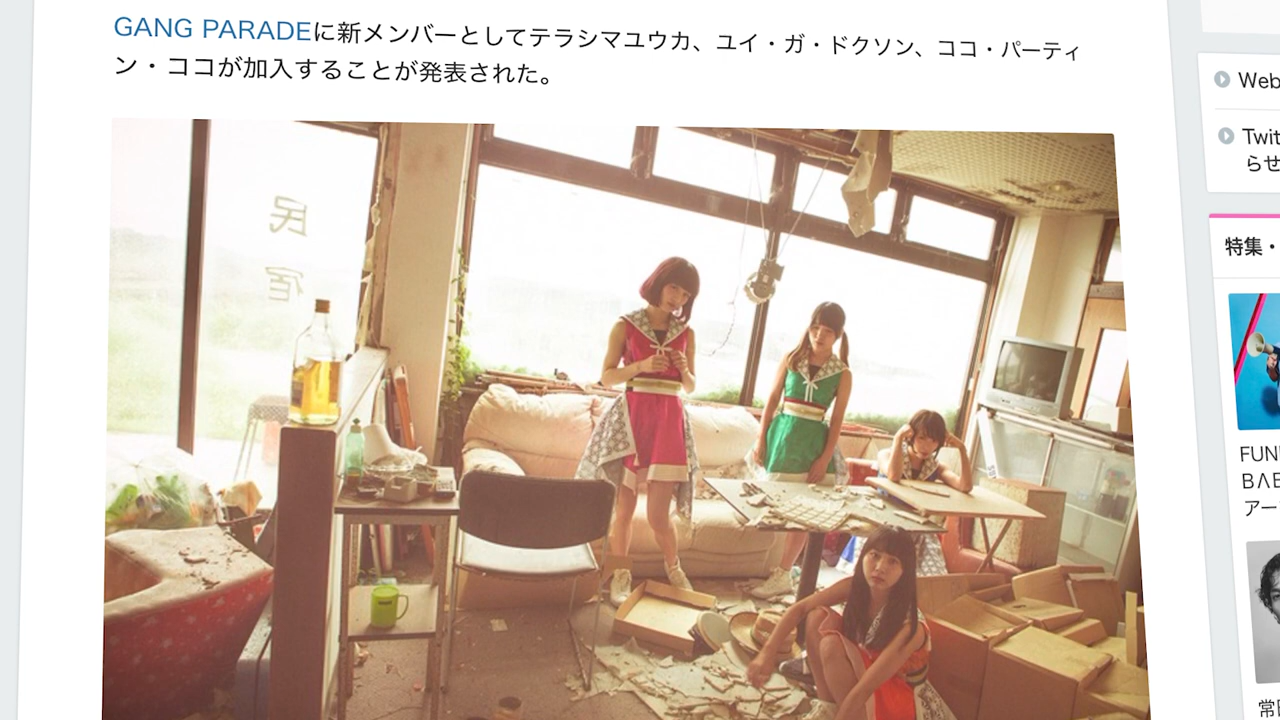 GANG PARADEに新メンバーとしてテラシマユウカ、ユイ・ガ・ドクソン、ココ・パーティ
ン・ココが加入することが発表された。
民
宿
Web
Twit
らせ
特集・
FUN
BΛE
アー
常田